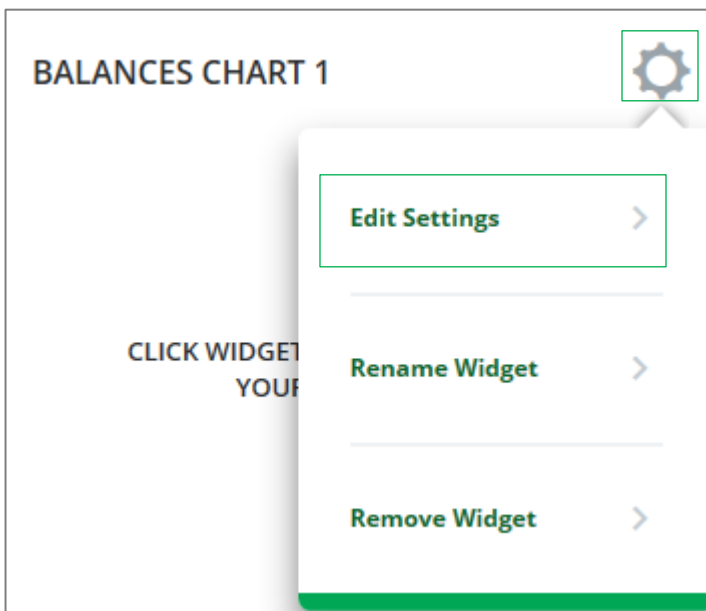 BALANCES CHART 1
Edit Settings
CLICK WIDGET
YOUR
Rename Widget
Remove Widget